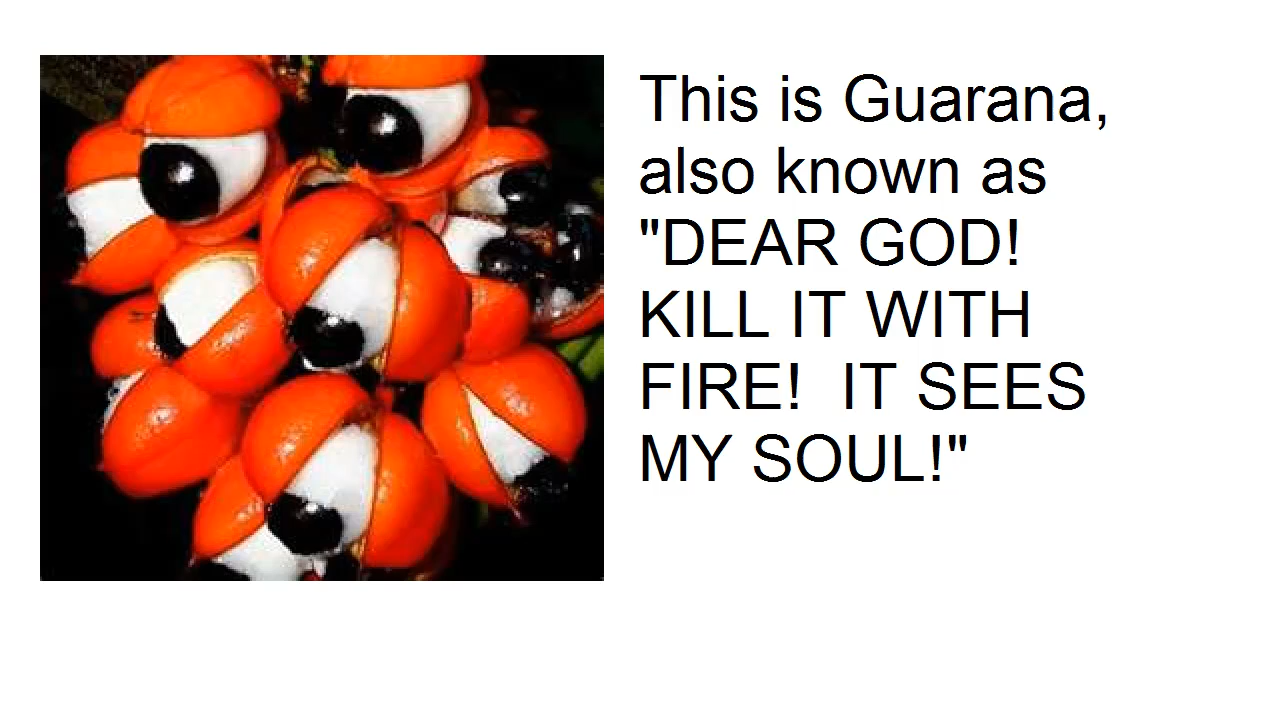 This is Guarana,
also known as
"DEAR GOD!
KILL IT WITH
FIRE!  IT SEES
MY SOUL!"